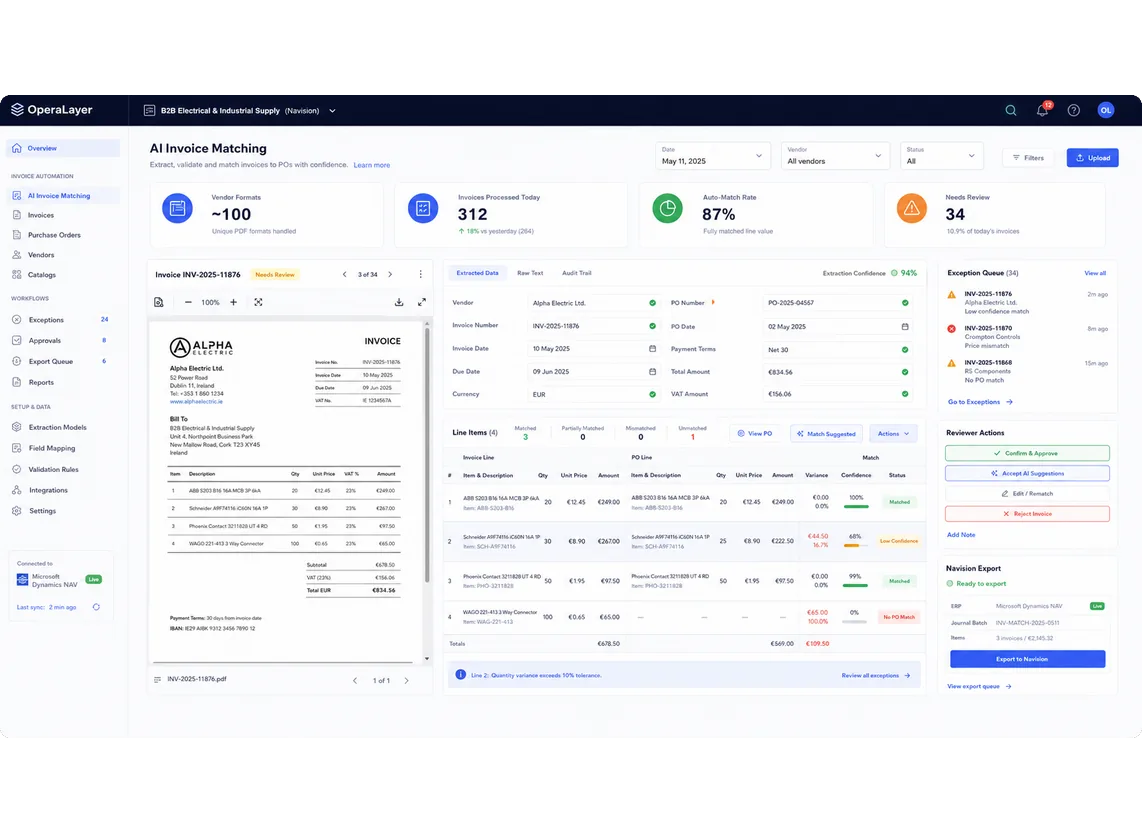 OperaLayer
B2B Electrical & Industrial Supply (Navision)
12
OL
Overview
INVOICE AUTOMATION
AI Invoice Matching
Invoices
Purchase Orders
Vendors
Catalogs
WORKFLOWS
Exceptions 24
Approvals 8
Export Queue 6
Reports
SETUP & DATA
Extraction Models
Field Mapping
Validation Rules
Integrations
Settings
Connected to
Microsoft
Dynamics NAV
Live
Last sync: 2 min ago
AI Invoice Matching
Extract, validate and match invoices to POs with confidence. Learn more
Date
May 11, 2025
Vendor
All vendors
Status
All
Filters
Upload
Vendor Formats
~100
Unique PDF formats handled
Invoices Processed Today
312
↑ 18% vs yesterday (264)
Auto-Match Rate
87%
Fully matched line value
Needs Review
34
10.9% of today's invoices
Invoice INV-2025-11876 Needs Review 3 of 34
100%
ALPHA
ELECTRIC
INVOICE
Alpha Electric Ltd.
52 Power Road
Dublin 11, Ireland
Tel: +353 1 860 1234
www.alphaelectric.ie
Invoice No. INV-2025-11876
Invoice Date 10 May 2025
Due Date 09 Jun 2025
VAT No. IE 1234567A
Bill To
B2B Electrical & Industrial Supply
Unit 4, Northpoint Business Park
New Mallow Road, Cork T23 XY45
Ireland
Item Description Qty Unit Price VAT % Amount
1 ABB S203 B16 16A MCB 3P 6kA 20 €12.45 23% €249.00
2 Schneider A9F74116 iC60N 16A 1P 30 €8.90 23% €267.00
3 Phoenix Contact 3211828 UT 4 RD 50 €1.95 23% €97.50
4 WAGO 221-413 3 Way Connector 100 €0.65 23% €65.00
Subtotal €678.50
VAT (23%) €156.06
Total EUR €834.56
Payment Terms: 30 days from invoice date
IBAN: IE29 AIBK 9312 3456 7890 12
INV-2025-11876.pdf
1 of 1
Extracted Data
Raw Text
Audit Trail
Extraction Confidence 94%
Vendor Alpha Electric Ltd.
PO Number PO-2025-04567
Invoice Number INV-2025-11876
PO Date 02 May 2025
Invoice Date 10 May 2025
Payment Terms Net 30
Due Date 09 Jun 2025
Total Amount €834.56
Currency EUR
VAT Amount €156.06
Line Items (4)
Matched
3
Partially Matched
0
Mismatched
0
Unmatched
1
View PO
Match Suggested
Actions
Invoice Line PO Line Match
# Item & Description Qty Unit Price Amount Item & Description Qty Unit Price Amount Variance Confidence Status
1 ABB S203 B16 16A MCB 3P 6kA 20 €12.45 €249.00 ABB S203 B16 16A MCB 3P 6kA 20 €12.45 €249.00 €0.00 100% Matched
Item: ABB-S203-B16 Item: ABB-S203-B16 0.0%
2 Schneider A9F74116 iC60N 16A 1P 30 €8.90 €267.00 Schneider A9F74116 iC60N 16A 1P 25 €8.90 €222.50 €44.50 68% Low Confidence
Item: SCH-A9F74116 Item: SCH-A9F74116 16.7%
3 Phoenix Contact 3211828 UT 4 RD 50 €1.95 €97.50 Phoenix Contact 3211828 UT 4 RD 50 €1.95 €97.50 €0.00 99% Matched
Item: PHO-3211828 Item: PHO-3211828 0.0%
4 WAGO 221-413 3 Way Connector 100 €0.65 €65.00 — — — — €65.00 0% No PO Match
Item: WAG-221-413 100.0%
Totals €678.50 €569.00 €109.50
Line 2: Quantity variance exceeds 10% tolerance.
Review all exceptions →
Exception Queue (34) View all
INV-2025-11876 2m ago
Alpha Electric Ltd.
Low confidence match
INV-2025-11870 8m ago
Crompton Controls
Price mismatch
INV-2025-11868 15m ago
RS Components
No PO match
Go to Exceptions →
Reviewer Actions
Confirm & Approve
Accept AI Suggestions
Edit / Rematch
Reject Invoice
Add Note
Navision Export
Ready to export
ERP Microsoft Dynamics NAV Live
Journal Batch INV-MATCH-2025-0511
Items 3 invoices / €2,145.32
Export to Navision
View export queue →